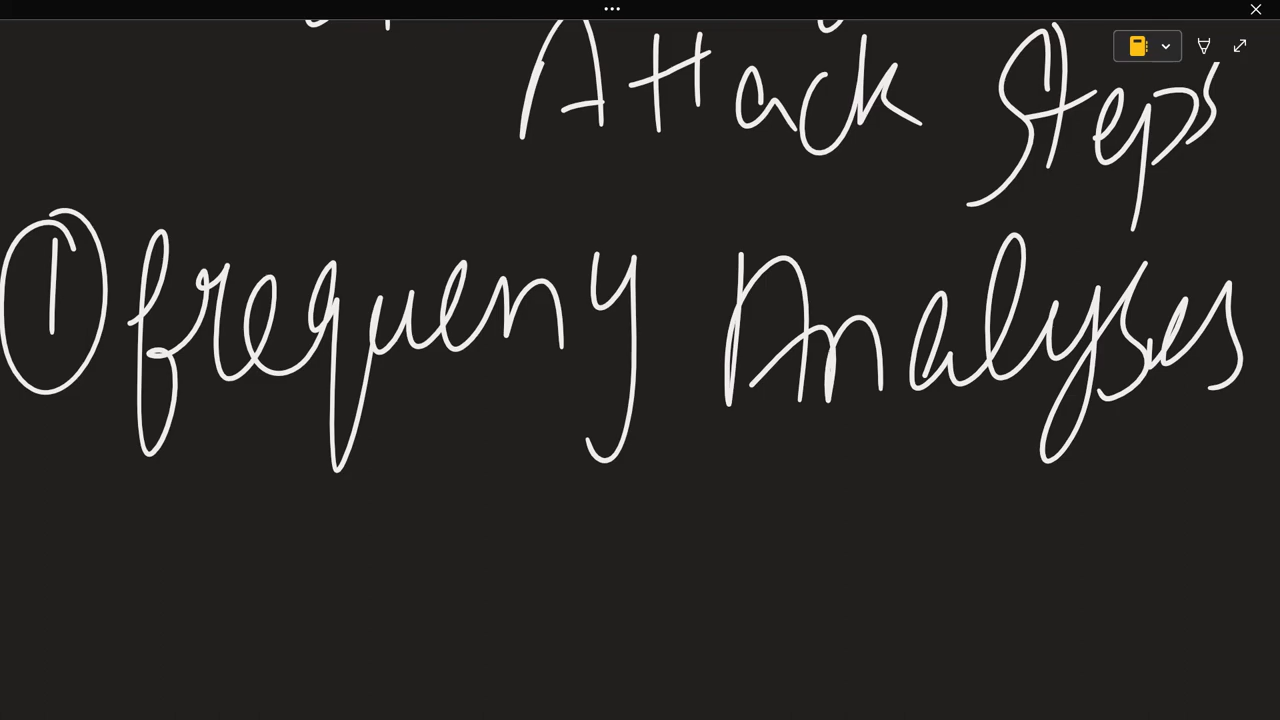 Attack Steps
① frequeny Analyses